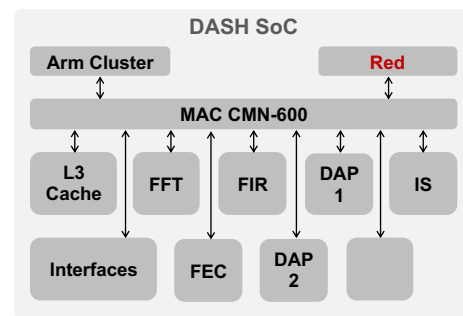 DASH SoC
Arm Cluster
Red
MAC CMN-600
L3
Cache
FFT
FIR
DAP
1
IS
Interfaces
FEC
DAP
2